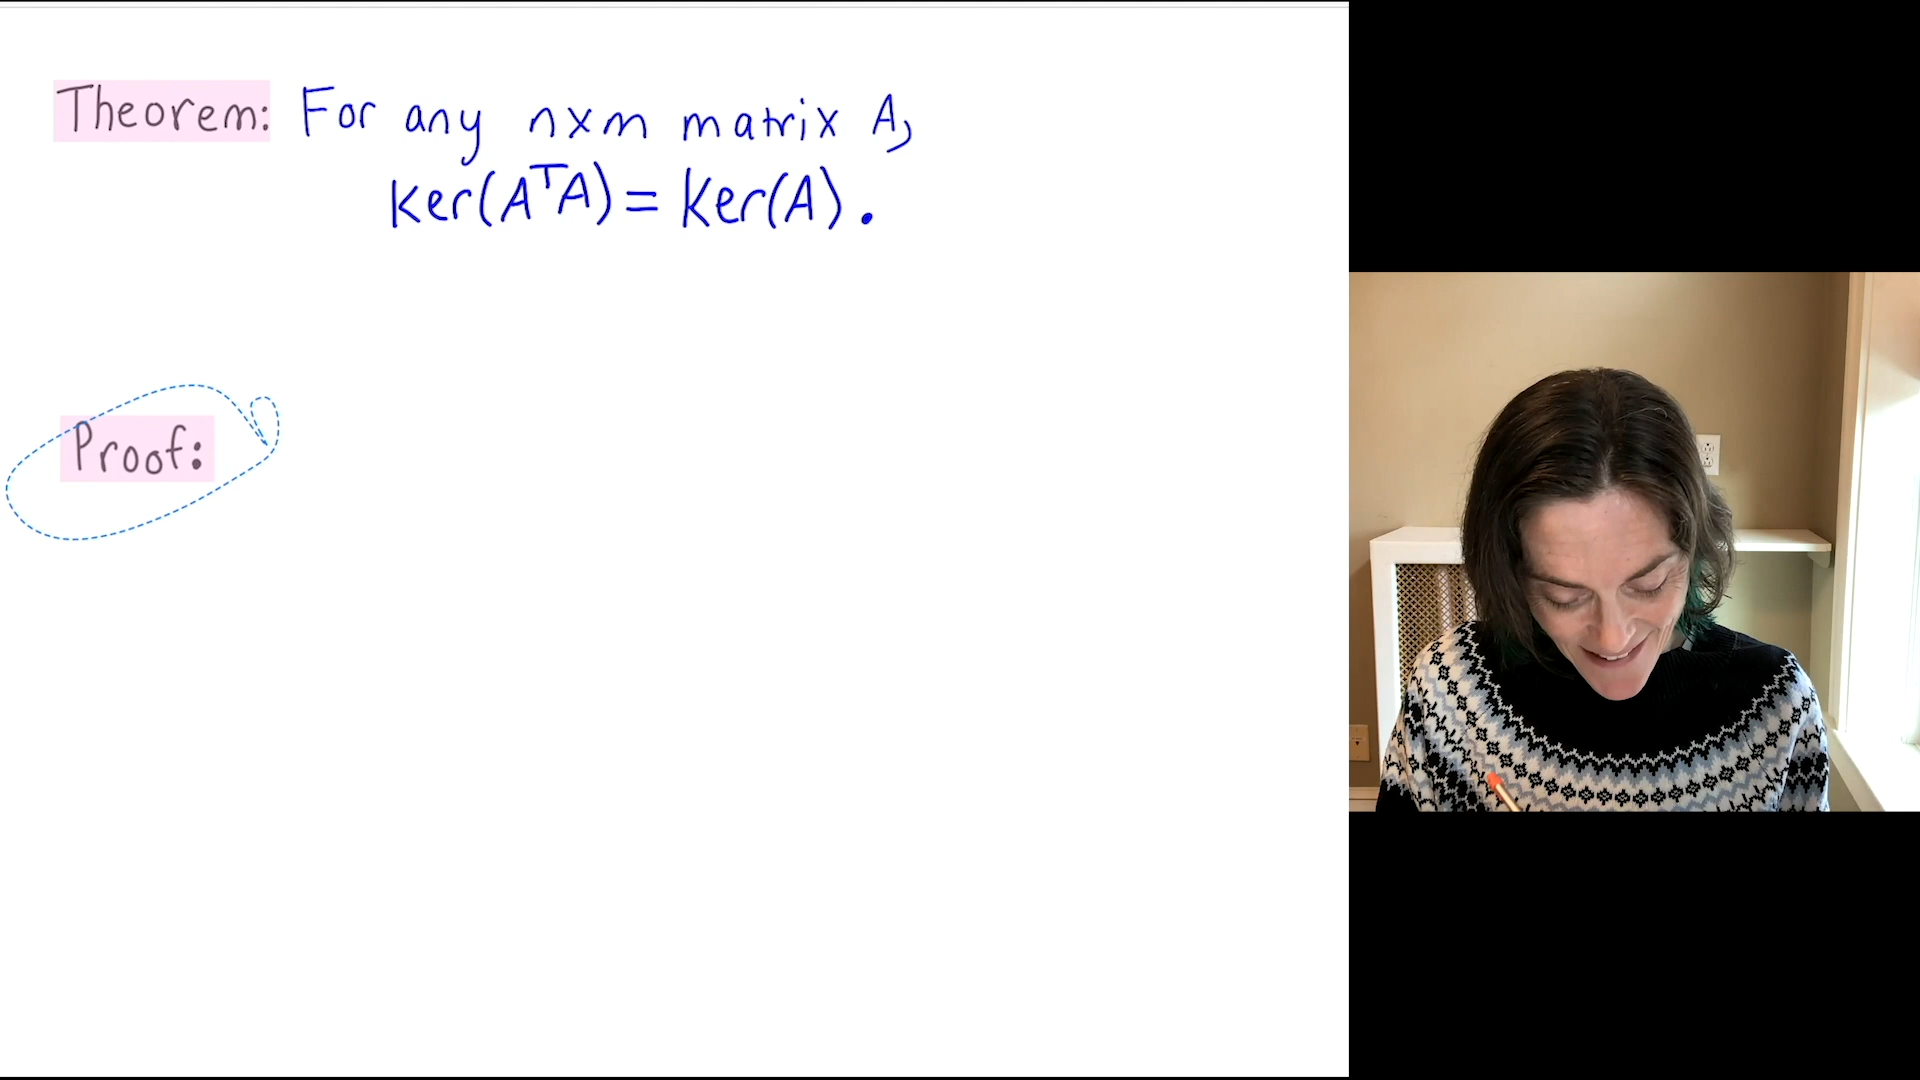 Theorem: For any n×m matrix A,
ker(AᵀA) = ker(A).
Proof: